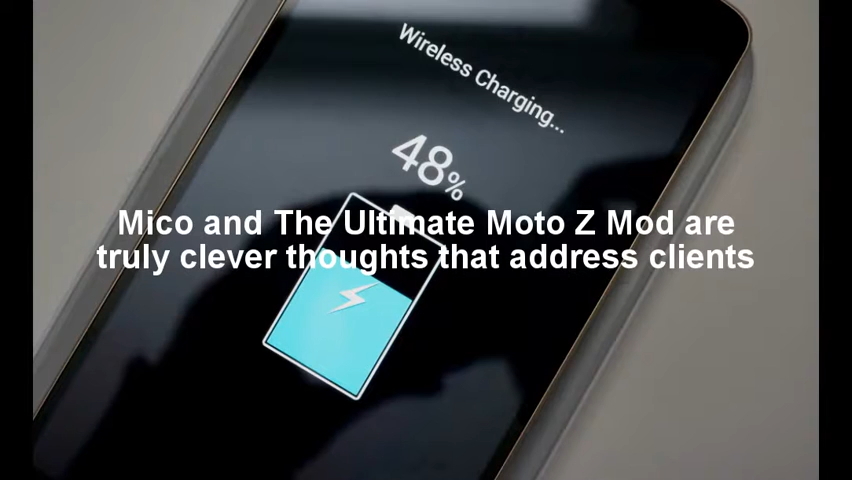 Wireless Charging...
48%
Mico and The Ultimate Moto Z Mod are
truly clever thoughts that address clients